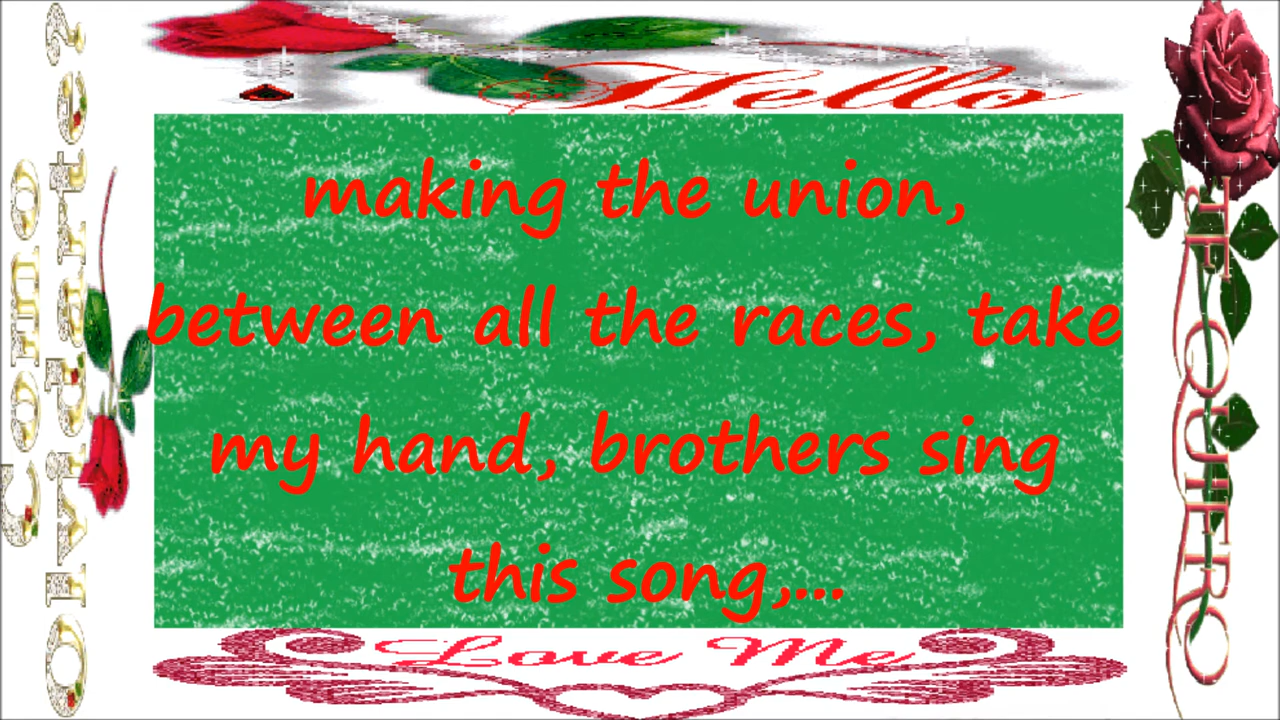 Hello
making the union,
between all the races, take
my hand, brothers sing
this song,...
Love Me
Como
Olvidarte?
TE QUIERO